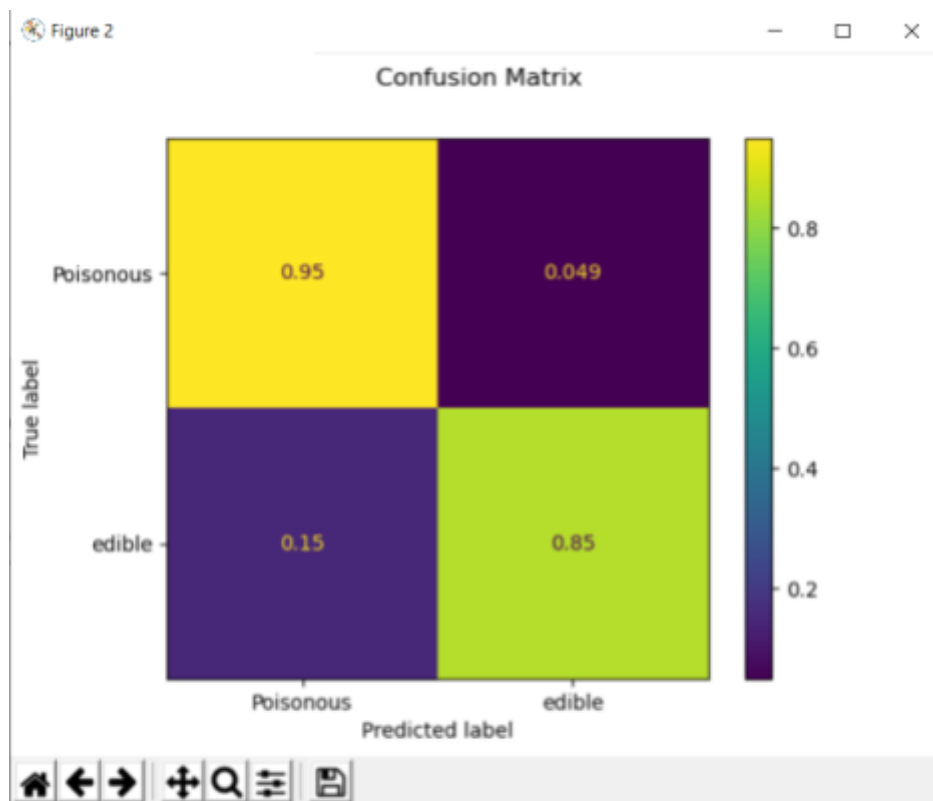 Figure 2
Confusion Matrix
Poisonous
0.95
0.049
0.8
0.6
True label
0.4
edible
0.15
0.85
0.2
Poisonous
edible
Predicted label